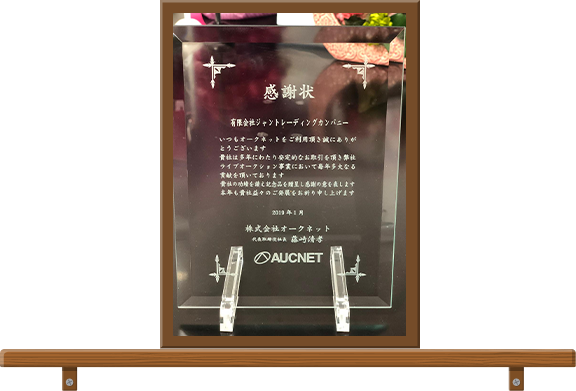 感謝状
有限会社ジャントレーディングカンパニー
いつもオークネットをご利用頂き誠にありが
とうございます
貴社は多年にわたり安定的なお取引を頂き弊社
ライブオークション事業において毎年多大なる
貢献を頂いております
貴社の功績を讃え記念品を贈呈し感謝の意を表します
本年も貴社益々のご発展をお祈り申し上げます
2019年1月
株式会社オークネット
代表取締役社長 藤崎清孝
AUCNET